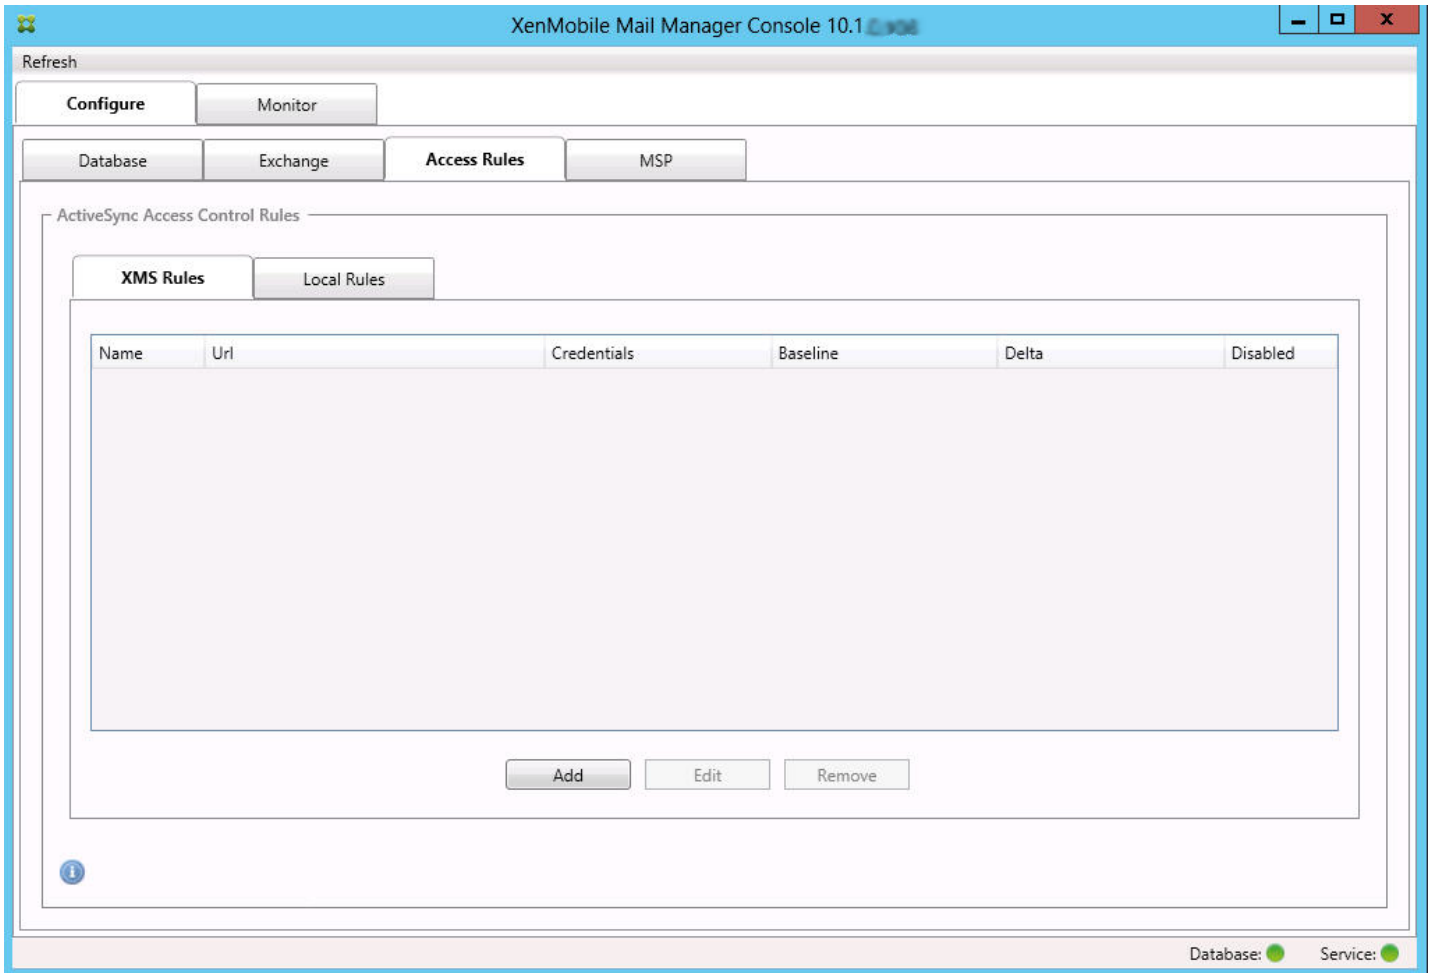 XenMobile Mail Manager Console 10.1
Refresh
Configure Monitor
Database Exchange Access Rules MSP
ActiveSync Access Control Rules
XMS Rules Local Rules
Name Url Credentials Baseline Delta Disabled
Add Edit Remove
Database: Service: